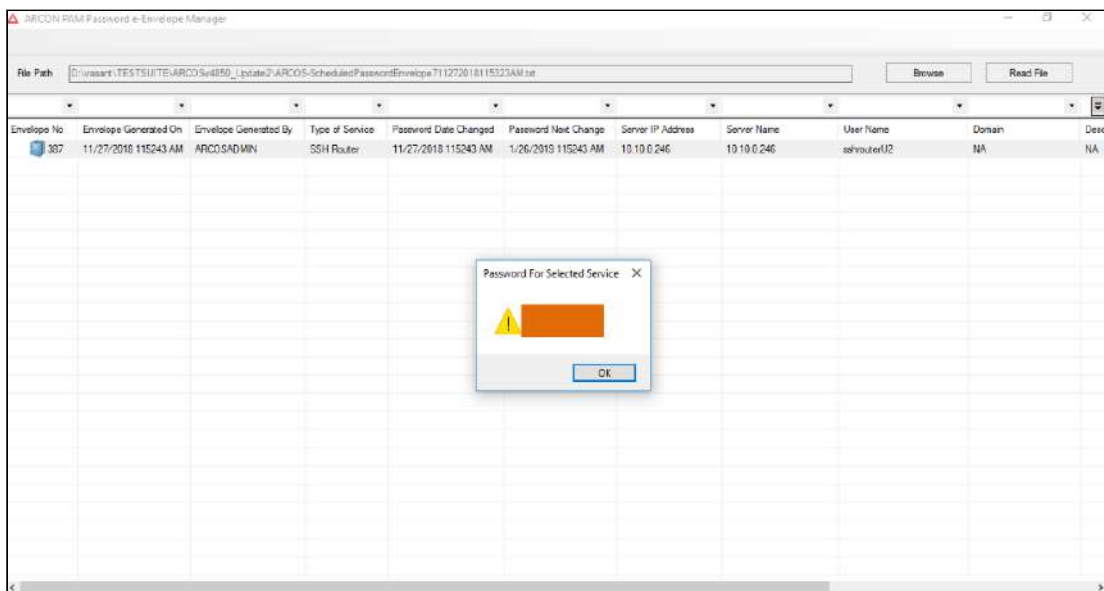 ARCON PAM Password e-Envelope Manager
File Path D:\vasant\TESTSUITE\ARCOSv4850_Update2\ARCOS-ScheduledPasswordEnvelope711272018115323AM.txt Browse Read File
Envelope No Envelope Generated On Envelope Generated By Type of Service Password Date Changed Password Next Change Server IP Address Server Name User Name Domain Desc
387 11/27/2018 115243 AM ARCOSADMIN SSH Router 11/27/2018 115243 AM 1/26/2019 115243 AM 10.10.0.246 10.10.0.246 sshrouterU2 NA NA
Password For Selected Service
OK